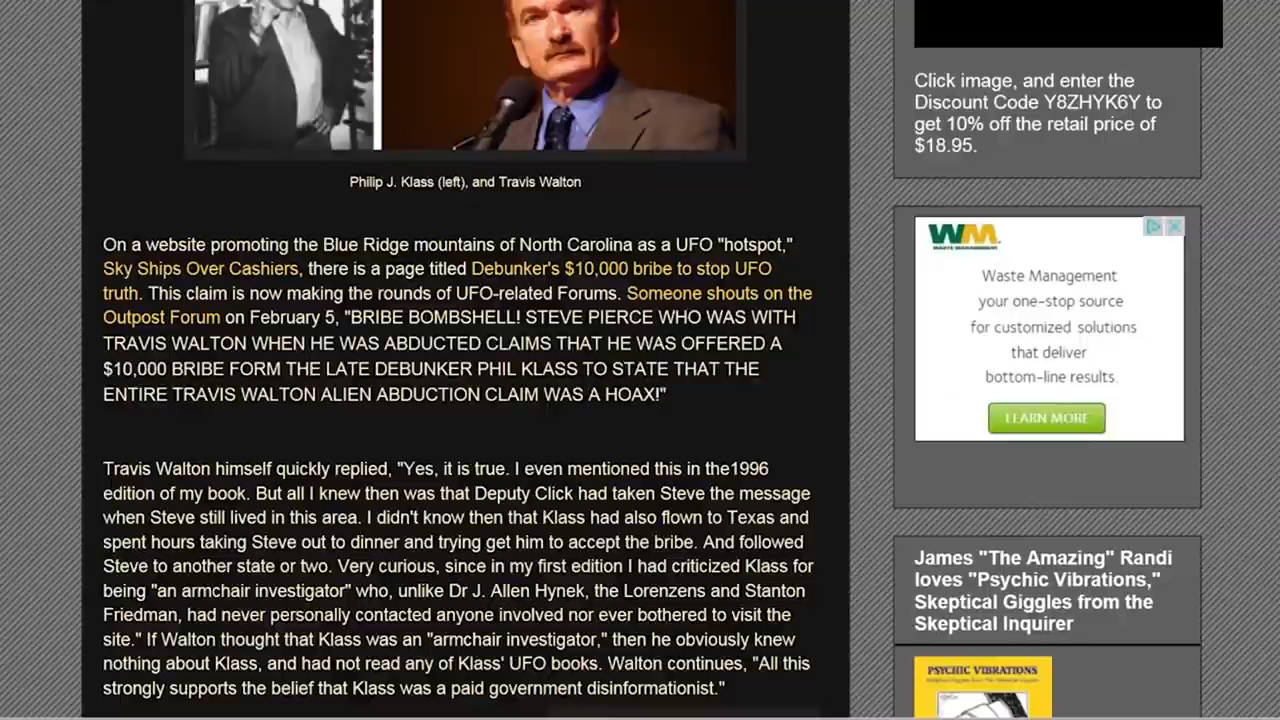 Click image, and enter the
Discount Code Y8ZHYK6Y to
get 10% off the retail price of
$18.95.
Philip J. Klass (left), and Travis Walton
On a website promoting the Blue Ridge mountains of North Carolina as a UFO "hotspot,"
Sky Ships Over Cashiers, there is a page titled Debunker's $10,000 bribe to stop UFO
truth. This claim is now making the rounds of UFO-related Forums. Someone shouts on the
Outpost Forum on February 5, "BRIBE BOMBSHELL! STEVE PIERCE WHO WAS WITH
TRAVIS WALTON WHEN HE WAS ABDUCTED CLAIMS THAT HE WAS OFFERED A
$10,000 BRIBE FORM THE LATE DEBUNKER PHIL KLASS TO STATE THAT THE
ENTIRE TRAVIS WALTON ALIEN ABDUCTION CLAIM WAS A HOAX!"
Travis Walton himself quickly replied, "Yes, it is true. I even mentioned this in the1996
edition of my book. But all I knew then was that Deputy Click had taken Steve the message
when Steve still lived in this area. I didn't know then that Klass had also flown to Texas and
spent hours taking Steve out to dinner and trying get him to accept the bribe. And followed
Steve to another state or two. Very curious, since in my first edition I had criticized Klass for
being "an armchair investigator" who, unlike Dr J. Allen Hynek, the Lorenzens and Stanton
Friedman, had never personally contacted anyone involved nor ever bothered to visit the
site." If Walton thought that Klass was an "armchair investigator," then he obviously knew
nothing about Klass, and had not read any of Klass' UFO books. Walton continues, "All this
strongly supports the belief that Klass was a paid government disinformationist."
WM
WASTE MANAGEMENT
Waste Management
your one-stop source
for customized solutions
that deliver
bottom-line results.
LEARN MORE
James "The Amazing" Randi
loves "Psychic Vibrations,"
Skeptical Giggles from the
Skeptical Inquirer
PSYCHIC VIBRATIONS